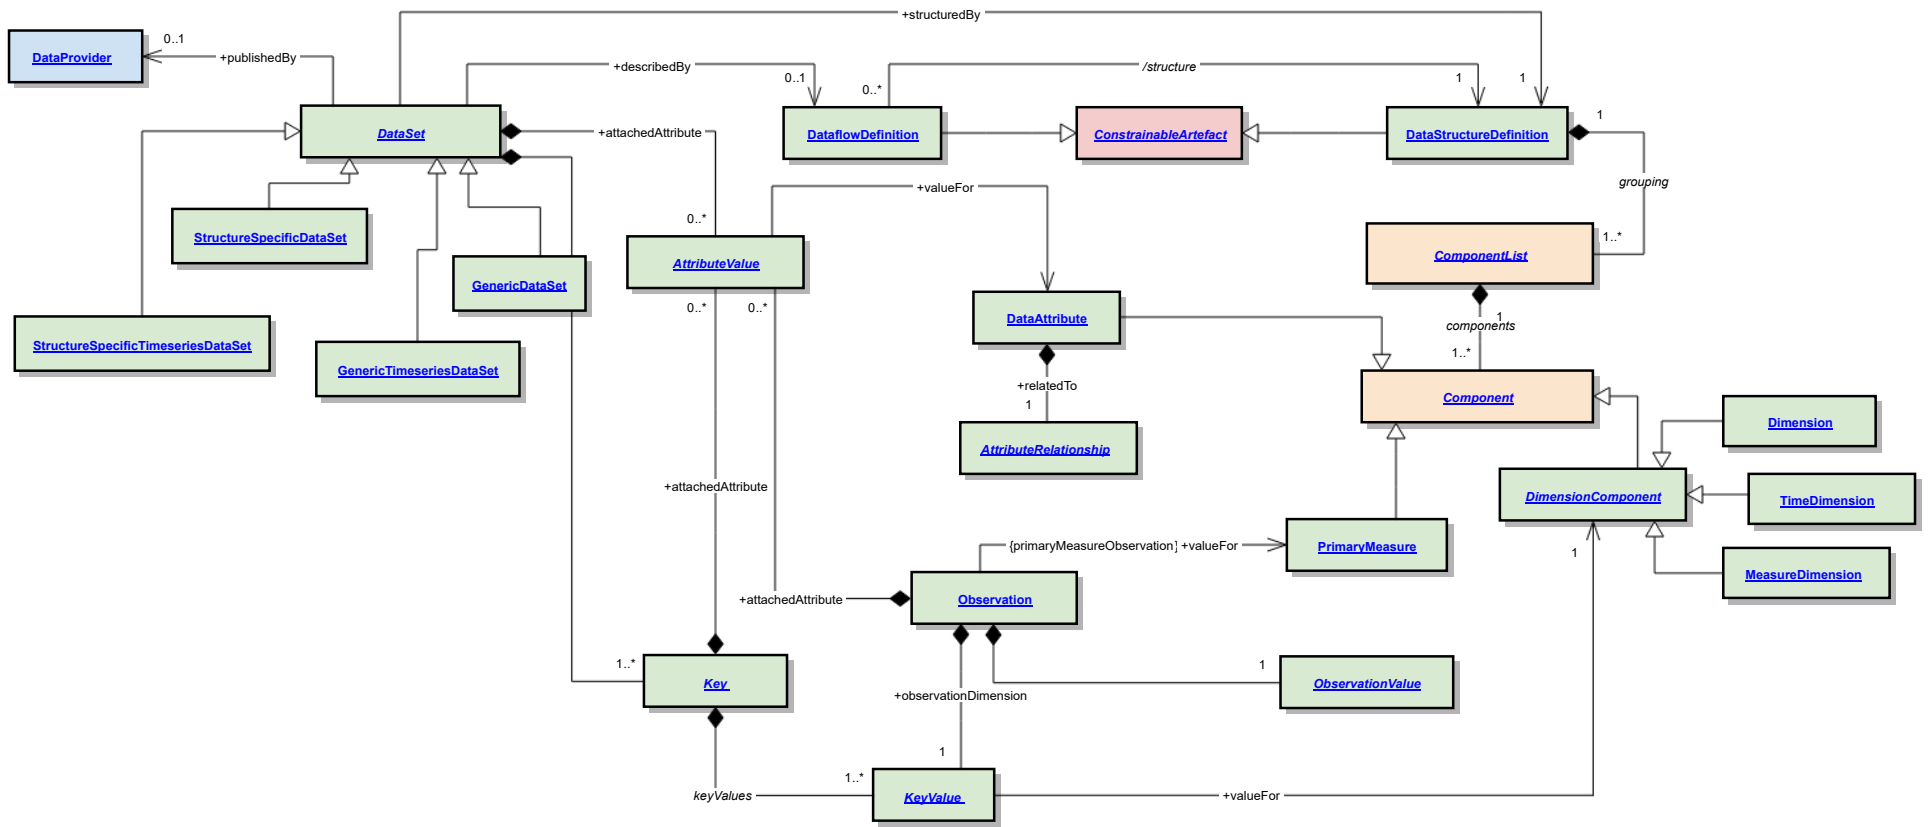 +structuredBy
0..1
DataProvider
+publishedBy
+describedBy
0..1
/structure
0..*
1
1
DataSet
+attachedAttribute
DataflowDefinition
ConstrainableArtefact
DataStructureDefinition
1
+valueFor
grouping
0..*
StructureSpecificDataSet
AttributeValue
ComponentList
1..*
GenericDataSet
0..*
0..*
DataAttribute
1
components
StructureSpecificTimeseriesDataSet
GenericTimeseriesDataSet
1..*
+relatedTo
1
Component
Dimension
AttributeRelationship
+attachedAttribute
DimensionComponent
TimeDimension
{primaryMeasureObservation} +valueFor
PrimaryMeasure
1
MeasureDimension
+attachedAttribute
Observation
1..*
Key
1
ObservationValue
+observationDimension
1
1..*
keyValues
KeyValue
+valueFor